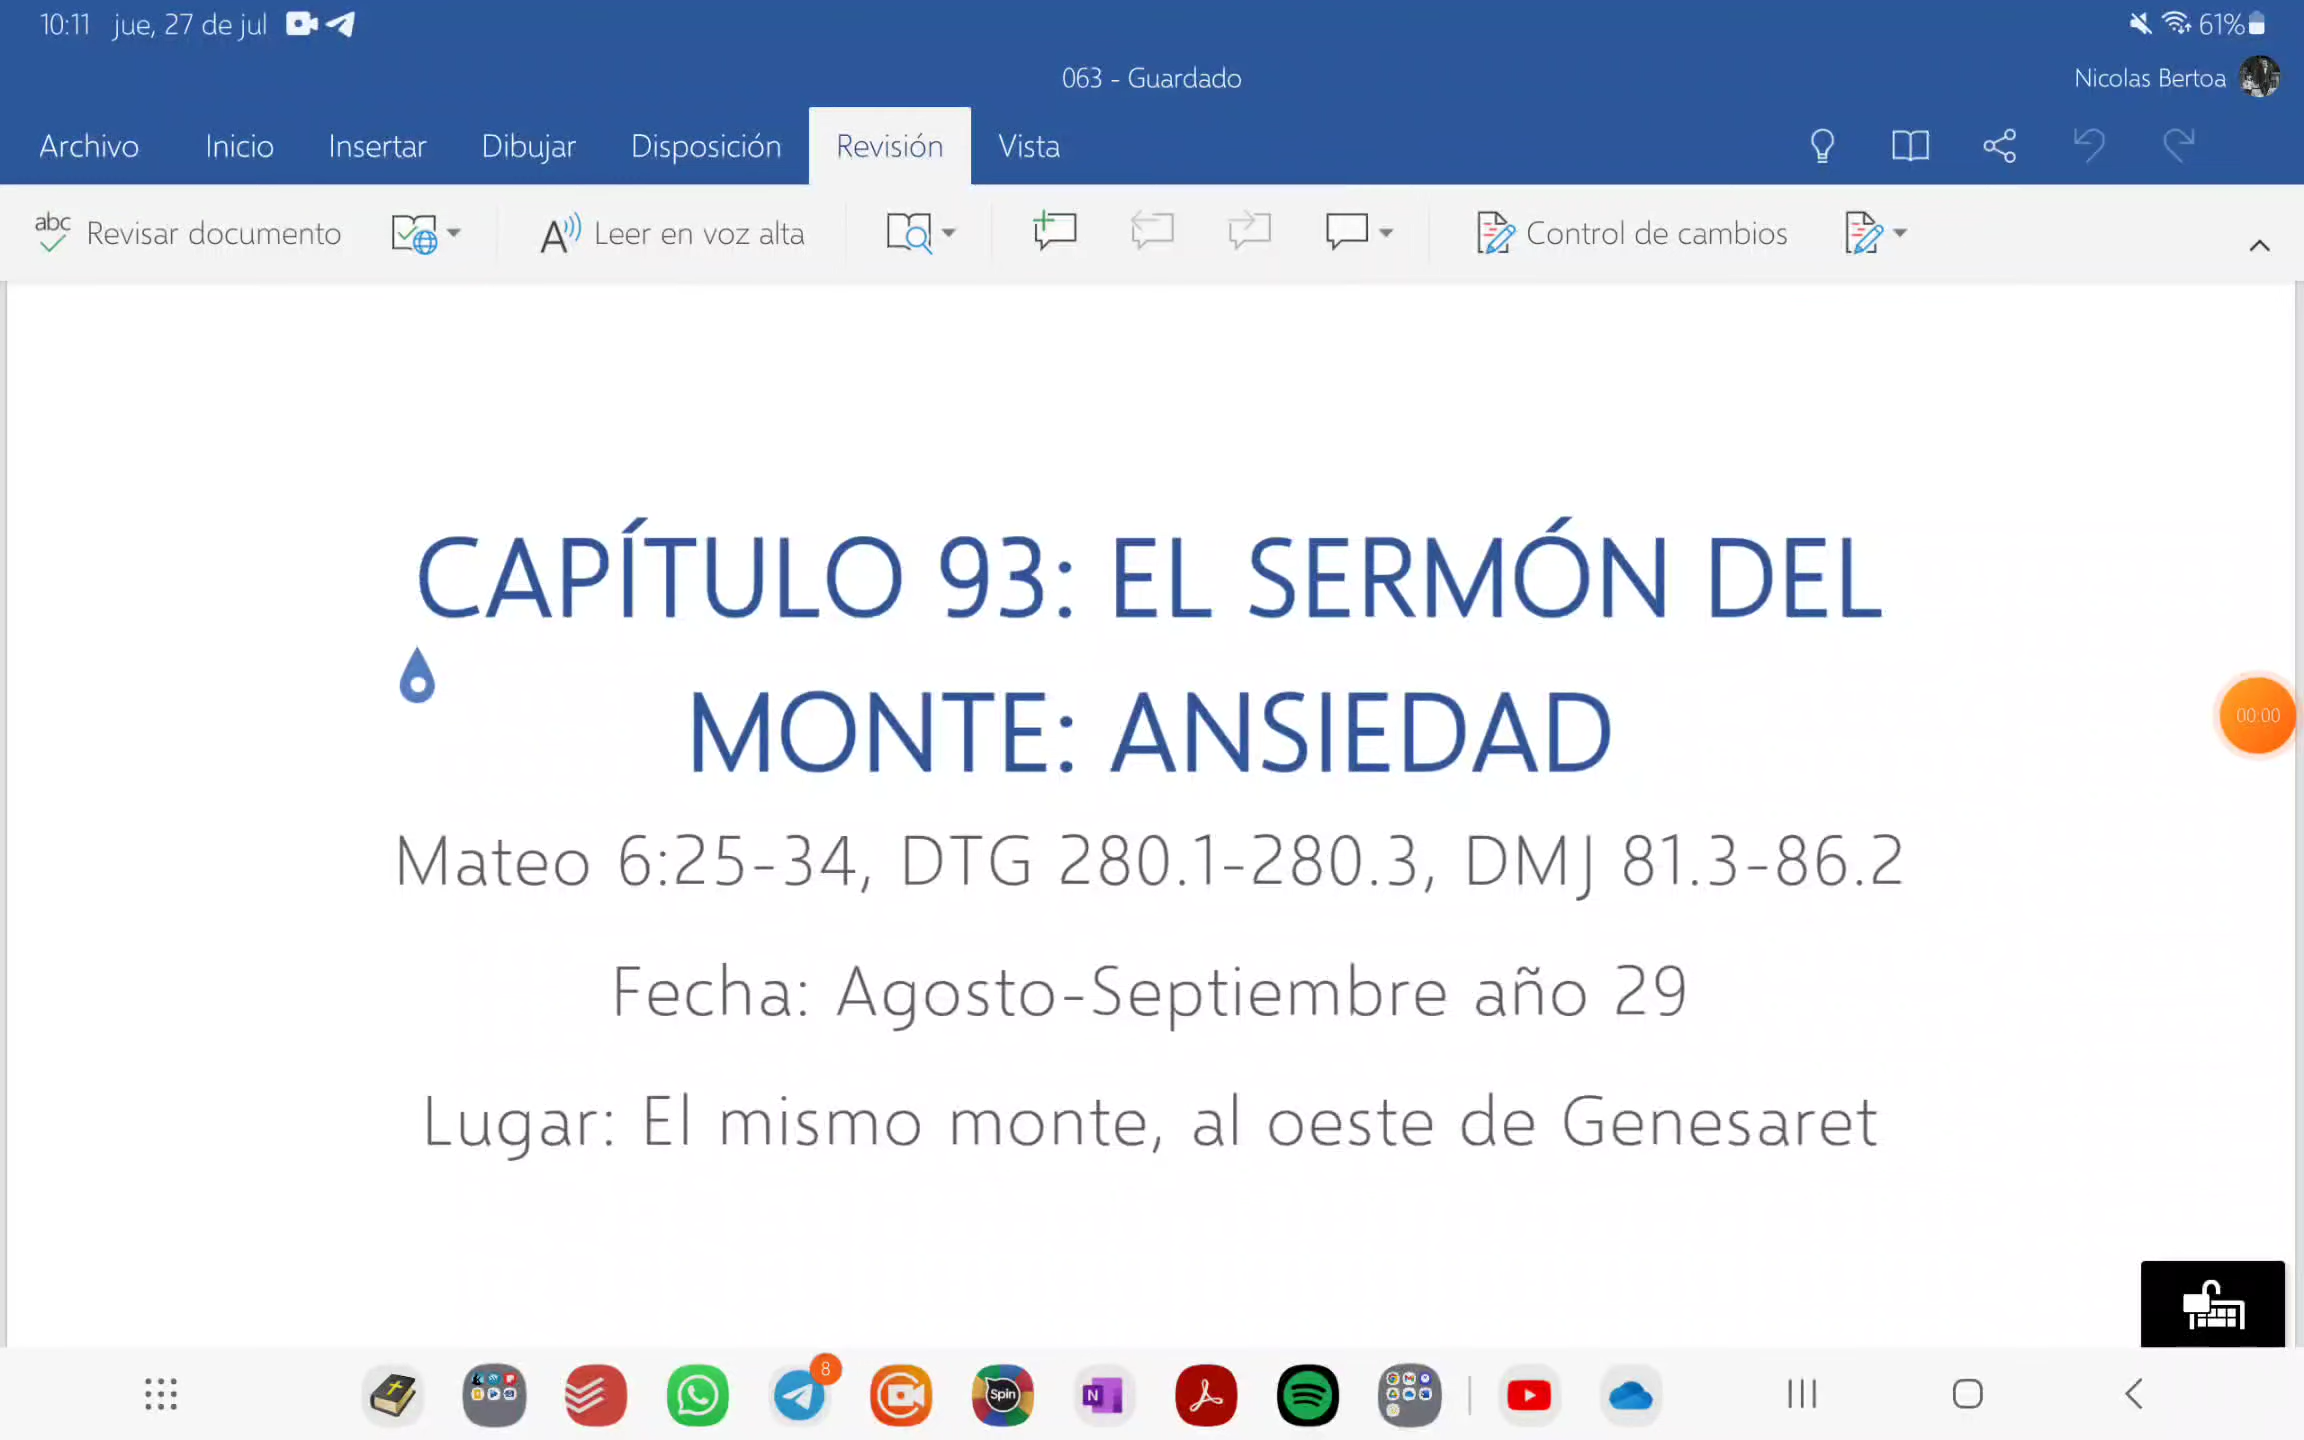 10:11 jue, 27 de jul 61%
063 - Guardado
Nicolas Bertoa
Archivo Inicio Insertar Dibujar Disposición Revisión Vista
abc Revisar documento A Leer en voz alta Control de cambios
CAPÍTULO 93: EL SERMÓN DEL
MONTE: ANSIEDAD
00:00
Mateo 6:25-34, DTG 280.1-280.3, DMJ 81.3-86.2
Fecha: Agosto-Septiembre año 29
Lugar: El mismo monte, al oeste de Genesaret
8
Spin
N